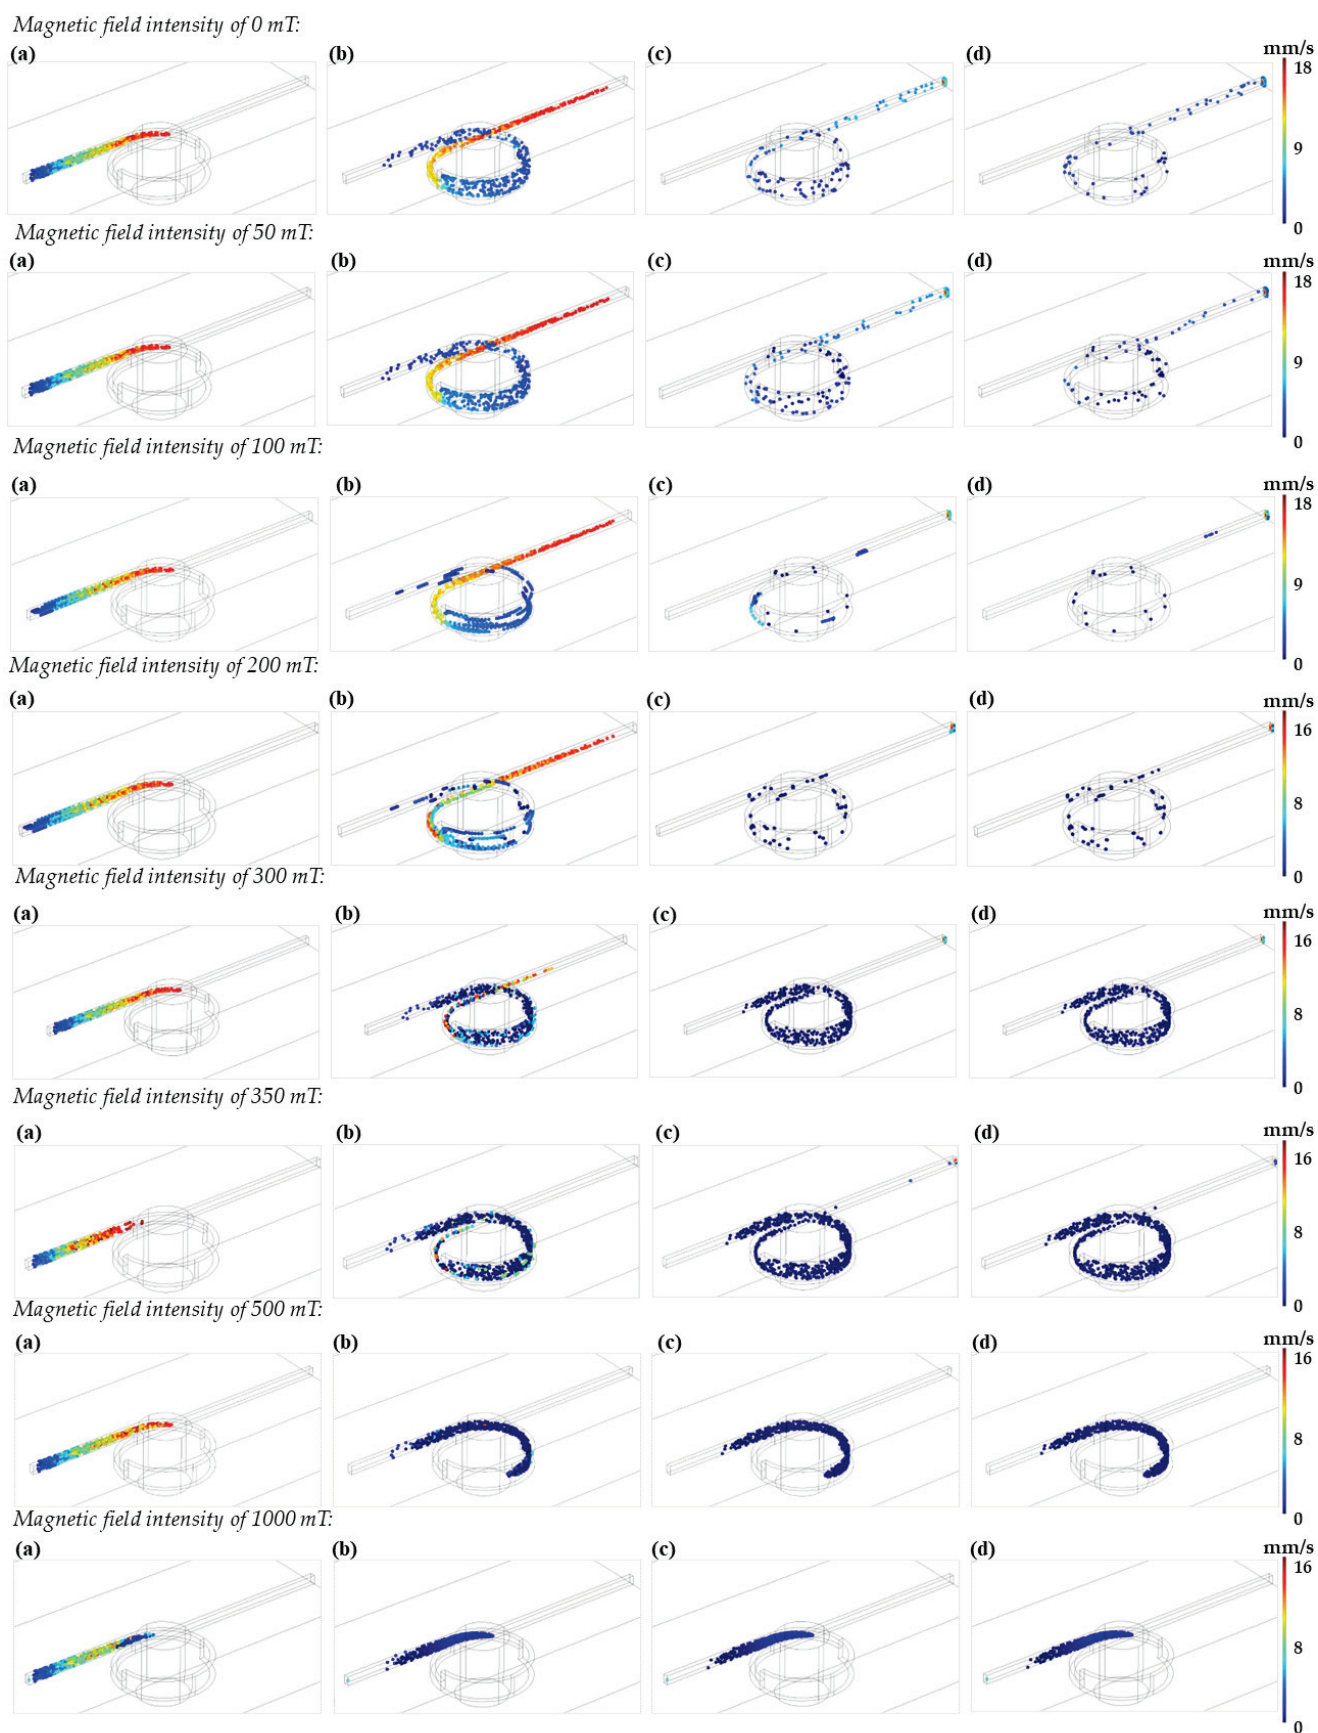 Magnetic field intensity of 0 mT:
(a) (b) (c) (d) mm/s
18
9
0
Magnetic field intensity of 50 mT:
(a) (b) (c) (d) mm/s
18
9
0
Magnetic field intensity of 100 mT:
(a) (b) (c) (d) mm/s
18
9
0
Magnetic field intensity of 200 mT:
(a) (b) (c) (d) mm/s
16
8
0
Magnetic field intensity of 300 mT:
(a) (b) (c) (d) mm/s
16
8
0
Magnetic field intensity of 350 mT:
(a) (b) (c) (d) mm/s
16
8
0
Magnetic field intensity of 500 mT:
(a) (b) (c) (d) mm/s
16
8
0
Magnetic field intensity of 1000 mT:
(a) (b) (c) (d) mm/s
16
8
0